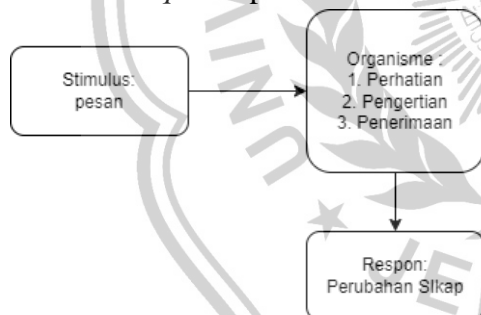 Stimulus:
pesan
Organisme :
1. Perhatian
2. Pengertian
3. Penerimaan
Respon:
Perubahan SIkap